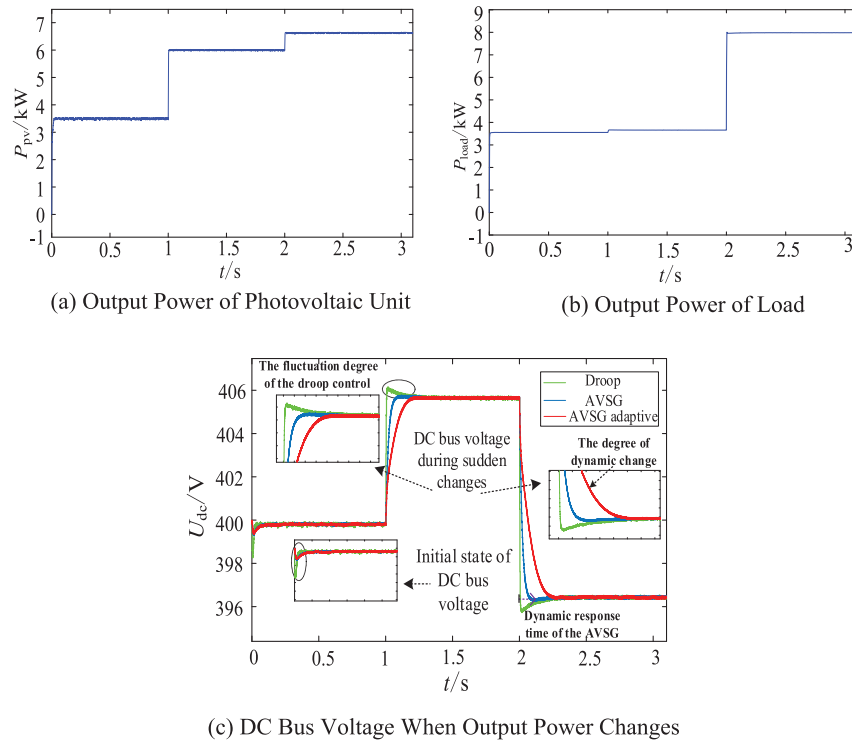 7
6
5
4
3
2
1
0
-1
P_pv/kW
0 0.5 1 1.5 2 2.5 3
t/s
(a) Output Power of Photovoltaic Unit
9
8
7
6
5
4
3
2
1
0
-1
P_load/kW
0 0.5 1 1.5 2 2.5 3
t/s
(b) Output Power of Load
406
404
402
400
398
396
U_dc/V
The fluctuation degree
of the droop control
Droop
AVSG
AVSG adaptive
DC bus voltage
during sudden
changes
The degree of
dynamic change
Initial state of
DC bus
voltage
Dynamic response
time of the AVSG
0 0.5 1 1.5 2 2.5 3
t/s
(c) DC Bus Voltage When Output Power Changes